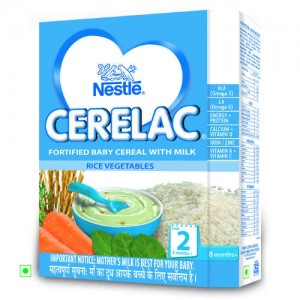 Nestlé
CERELAC
FORTIFIED BABY CEREAL WITH MILK
RICE VEGETABLES
ALA
(Omega 3)
LA
(Omega 6)
ENERGY +
PROTEIN
CALCIUM +
VITAMIN D
IRON / ZINC
VITAMIN A +
VITAMIN C
STAGE
2
8 months+
8 months+
IMPORTANT NOTICE: MOTHER'S MILK IS BEST FOR YOUR BABY.
महत्वपूर्ण सूचना: माँ का दूध आपके बच्चे के लिए सर्वोत्तम है।